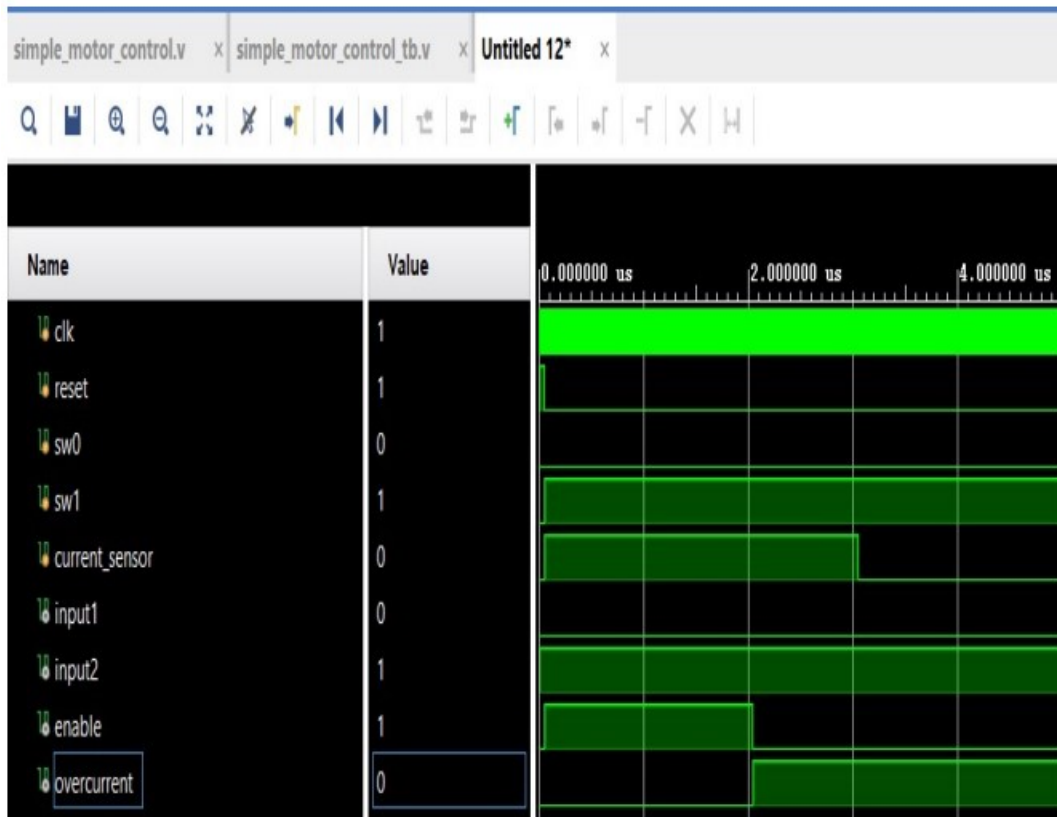 simple_motor_control.v × simple_motor_control_tb.v × Untitled 12* ×
Name Value
0.000000 us 2.000000 us 4.000000 us
clk 1
reset 1
sw0 0
sw1 1
current_sensor 0
input1 0
input2 1
enable 1
overcurrent 0